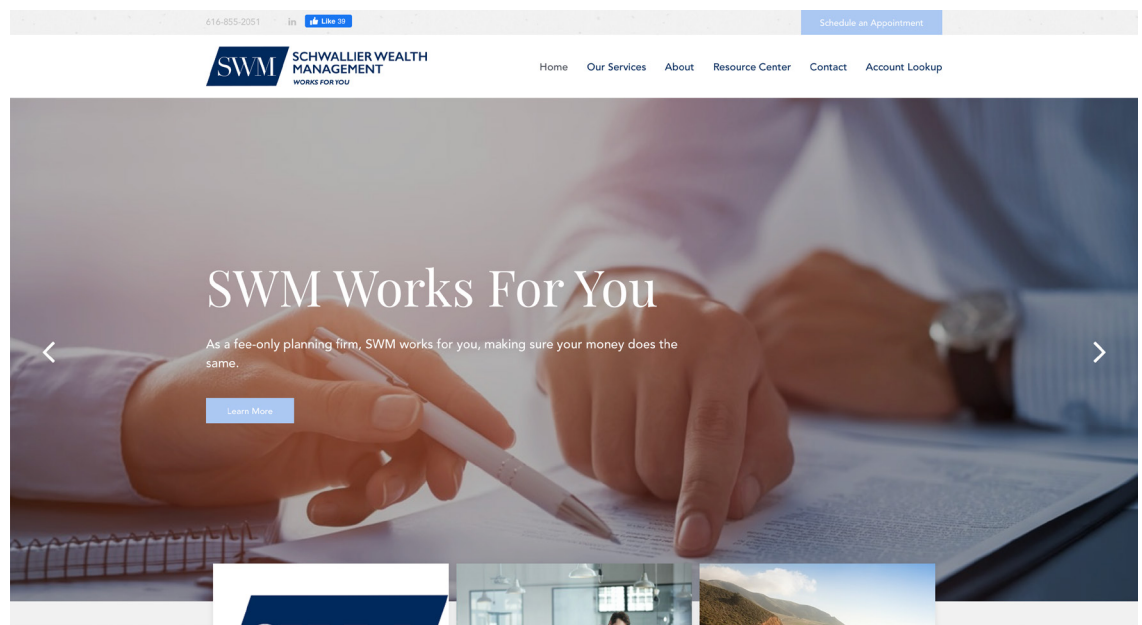 616-855-2051
in
Like 39
Schedule an Appointment
SWM
SCHWALLIER WEALTH
MANAGEMENT
WORKS FOR YOU
Home
Our Services
About
Resource Center
Contact
Account Lookup
SWM Works For You
As a fee-only planning firm, SWM works for you, making sure your money does the
same.
Learn More